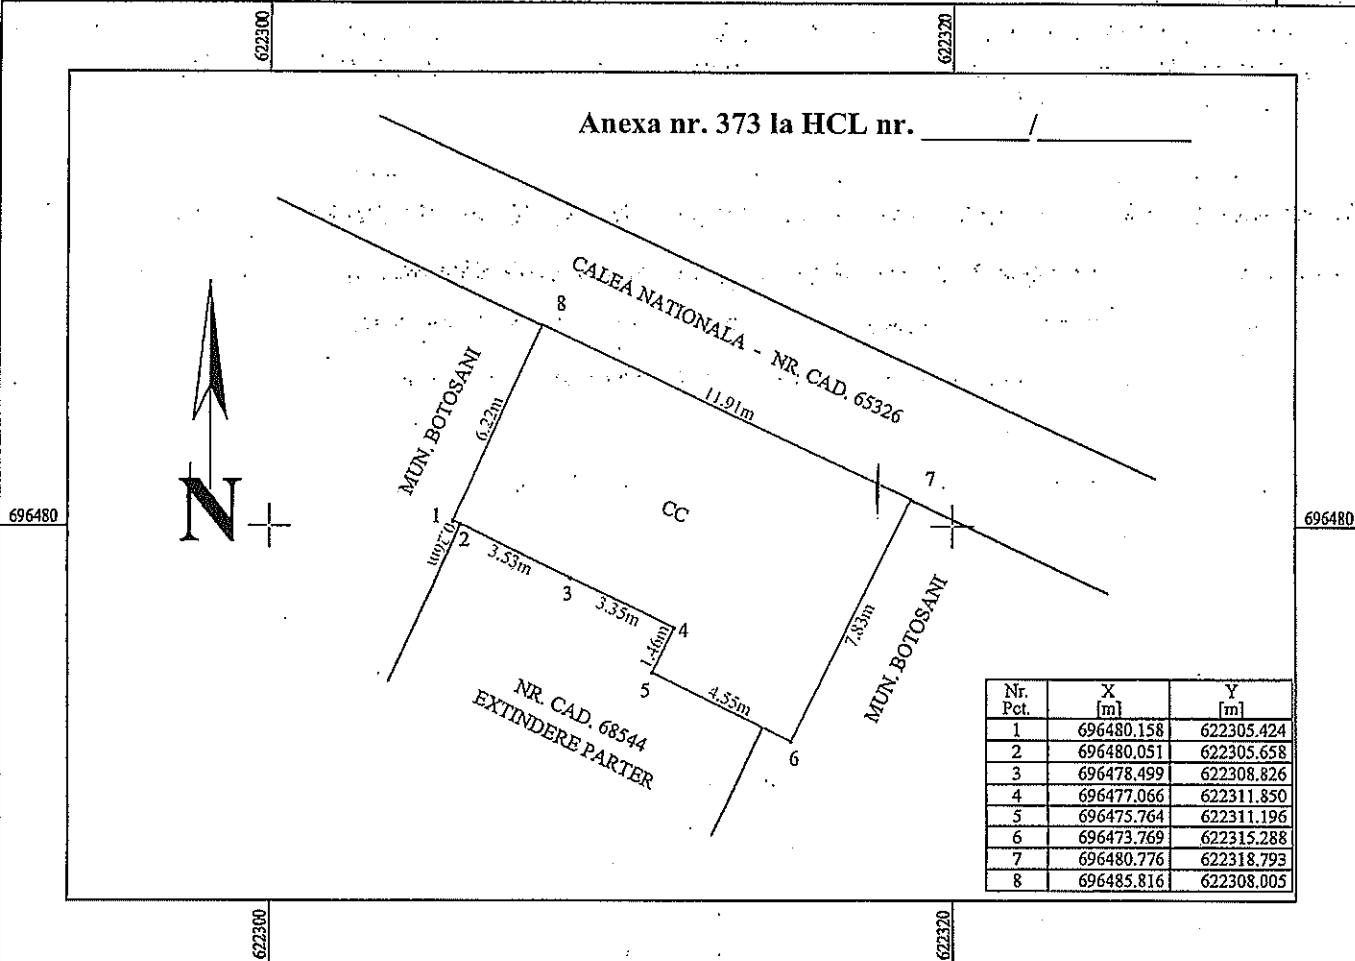 622300
622320
Anexa nr. 373 la HCL nr. ______/__________
CALEA NATIONALA - NR. CAD. 65326
8
11.91m
MUN. BOTOSANI
6.22m
7
CC
N
696480
696480
1
0.26m
2
3.53m
3
3.35m
4
1.46m
5
4.55m
6
7.83m
MUN. BOTOSANI
NR. CAD. 68544
EXTINDERE PARTER
Nr. Pct. X [m] Y [m]
1 696480.158 622305.424
2 696480.051 622305.658
3 696478.499 622308.826
4 696477.066 622311.850
5 696475.764 622311.196
6 696473.769 622315.288
7 696480.776 622318.793
8 696485.816 622308.005
622300
622320